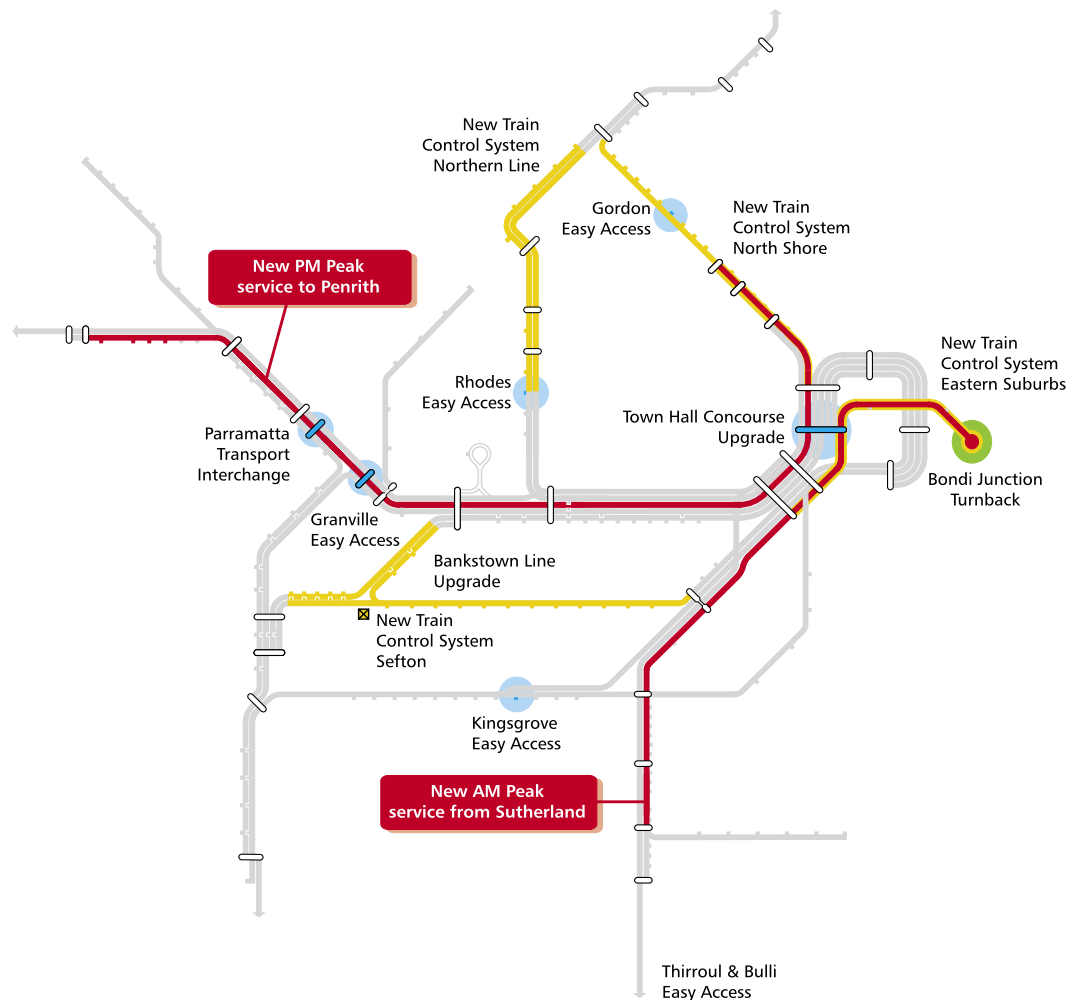 New Train
Control System
Northern Line
Gordon
Easy Access
New Train
Control System
North Shore
New PM Peak
service to Penrith
New Train
Control System
Eastern Suburbs
Rhodes
Easy Access
Town Hall Concourse
Upgrade
Parramatta
Transport
Interchange
Bondi Junction
Turnback
Granville
Easy Access
Bankstown Line
Upgrade
New Train
Control System
Sefton
Kingsgrove
Easy Access
New AM Peak
service from Sutherland
Thirroul & Bulli
Easy Access